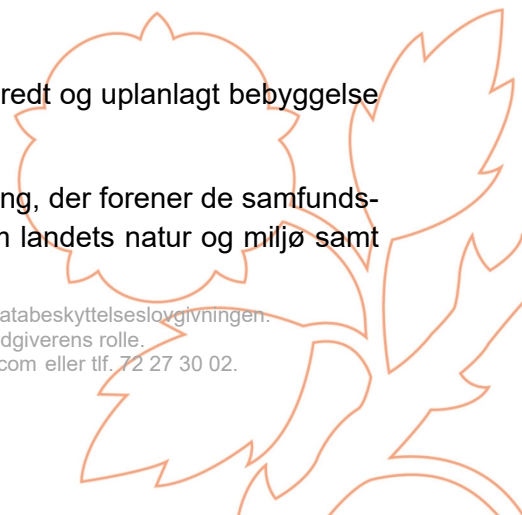 redt og uplanlagt bebyggelse
ng, der forener de samfunds-
landets natur og miljø samt
atabeskyttelseslovgivningen.
dgiverens rolle.
com eller tlf. 72 27 30 02.